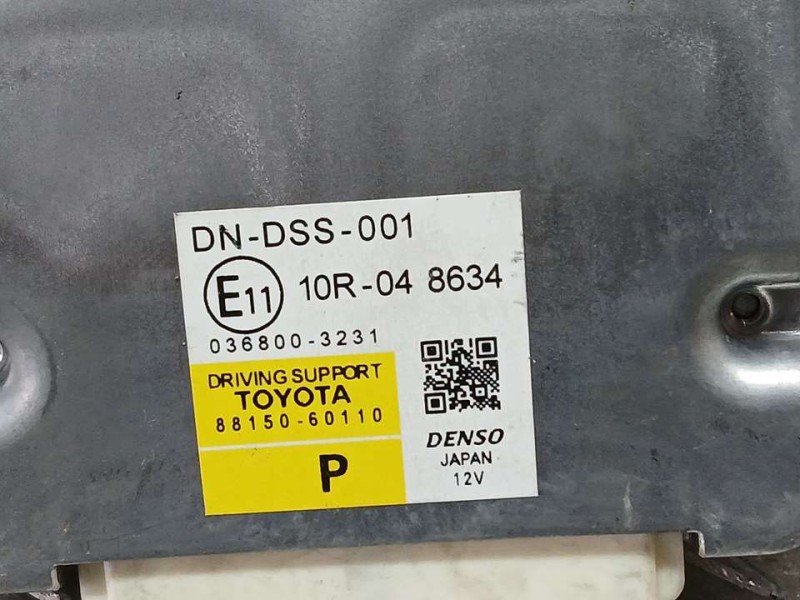 DN-DSS-001
E11 10R-04 8634
036800-3231
DRIVING SUPPORT
TOYOTA
88150-60110
P
DENSO
JAPAN
12V